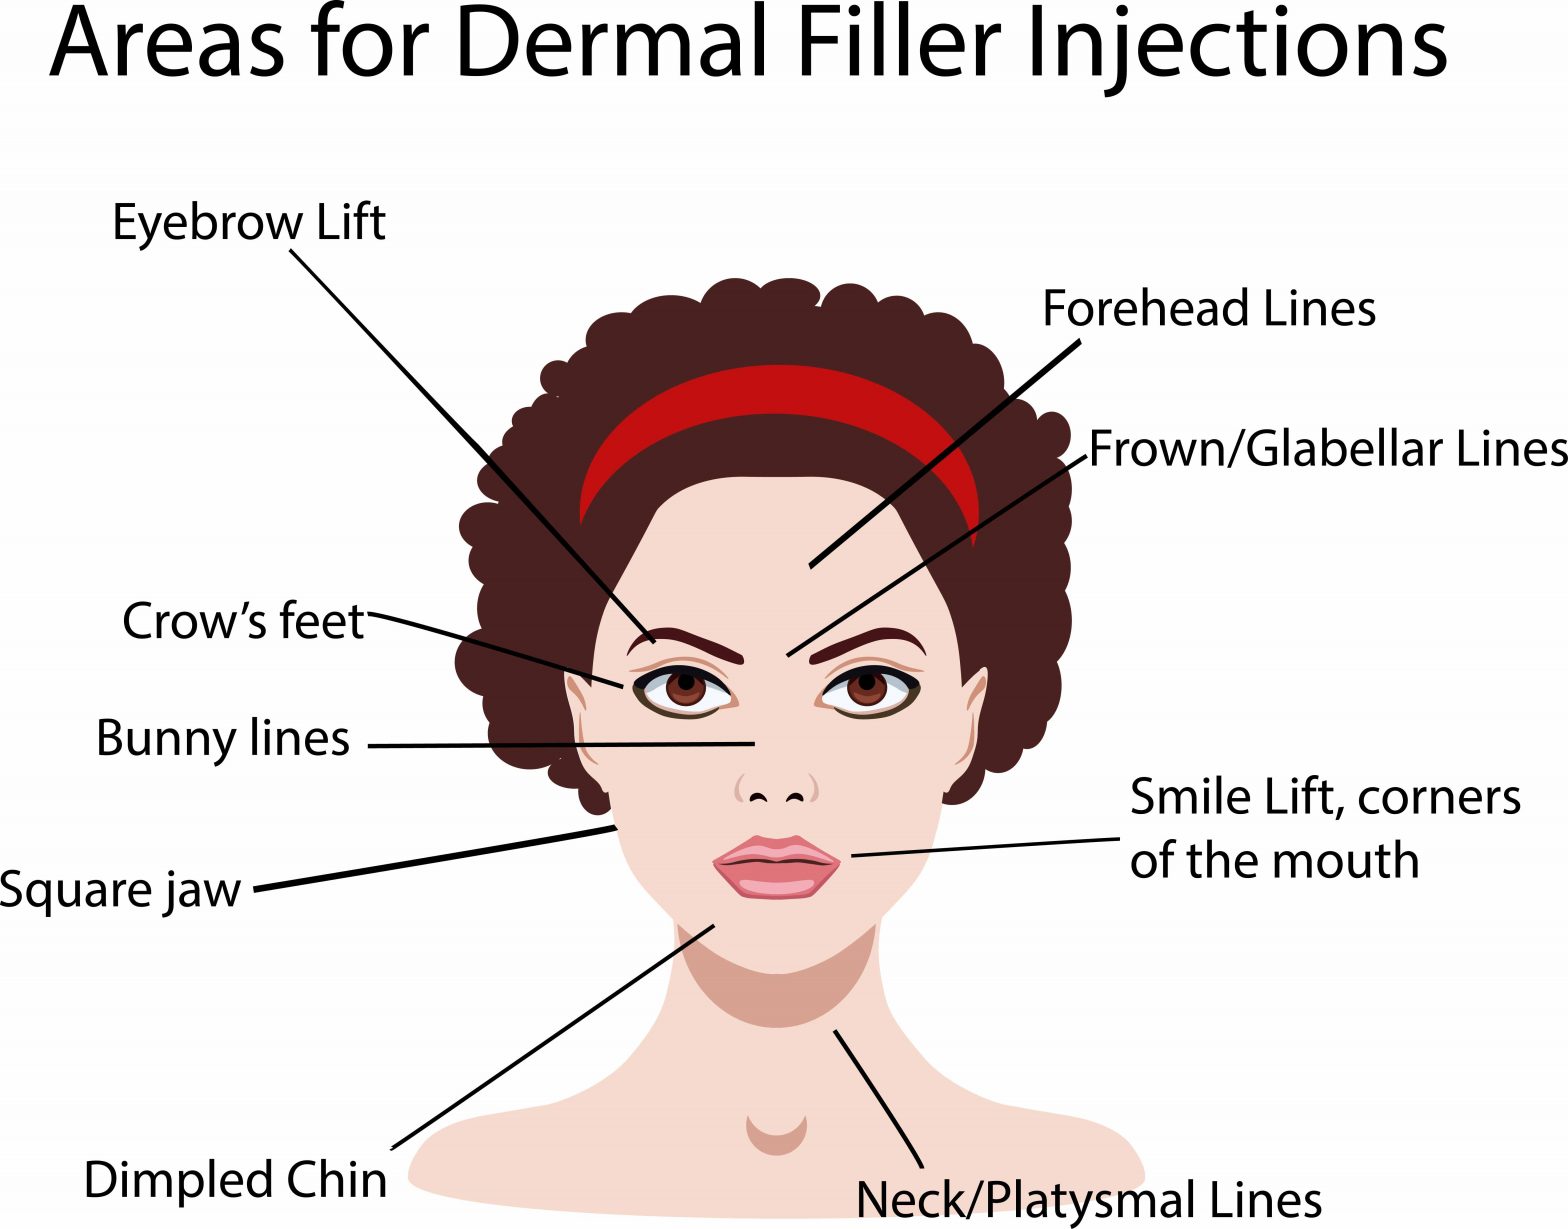 Areas for Dermal Filler Injections
Eyebrow Lift
Forehead Lines
Frown/Glabellar Lines
Crow’s feet
Bunny lines
Smile Lift, corners
of the mouth
Square jaw
Dimpled Chin
Neck/Platysmal Lines